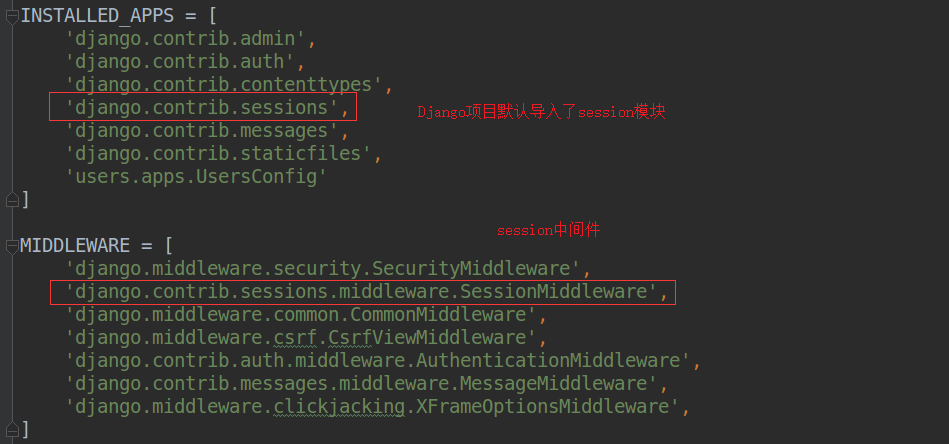 INSTALLED_APPS = [
'django.contrib.admin',
'django.contrib.auth',
'django.contrib.contenttypes',
'django.contrib.sessions',
Django项目默认导入了session模块
'django.contrib.messages',
'django.contrib.staticfiles',
'users.apps.UsersConfig'
]
session中间件
MIDDLEWARE = [
'django.middleware.security.SecurityMiddleware',
'django.contrib.sessions.middleware.SessionMiddleware',
'django.middleware.common.CommonMiddleware',
'django.middleware.csrf.CsrfViewMiddleware',
'django.contrib.auth.middleware.AuthenticationMiddleware',
'django.contrib.messages.middleware.MessageMiddleware',
'django.middleware.clickjacking.XFrameOptionsMiddleware',
]